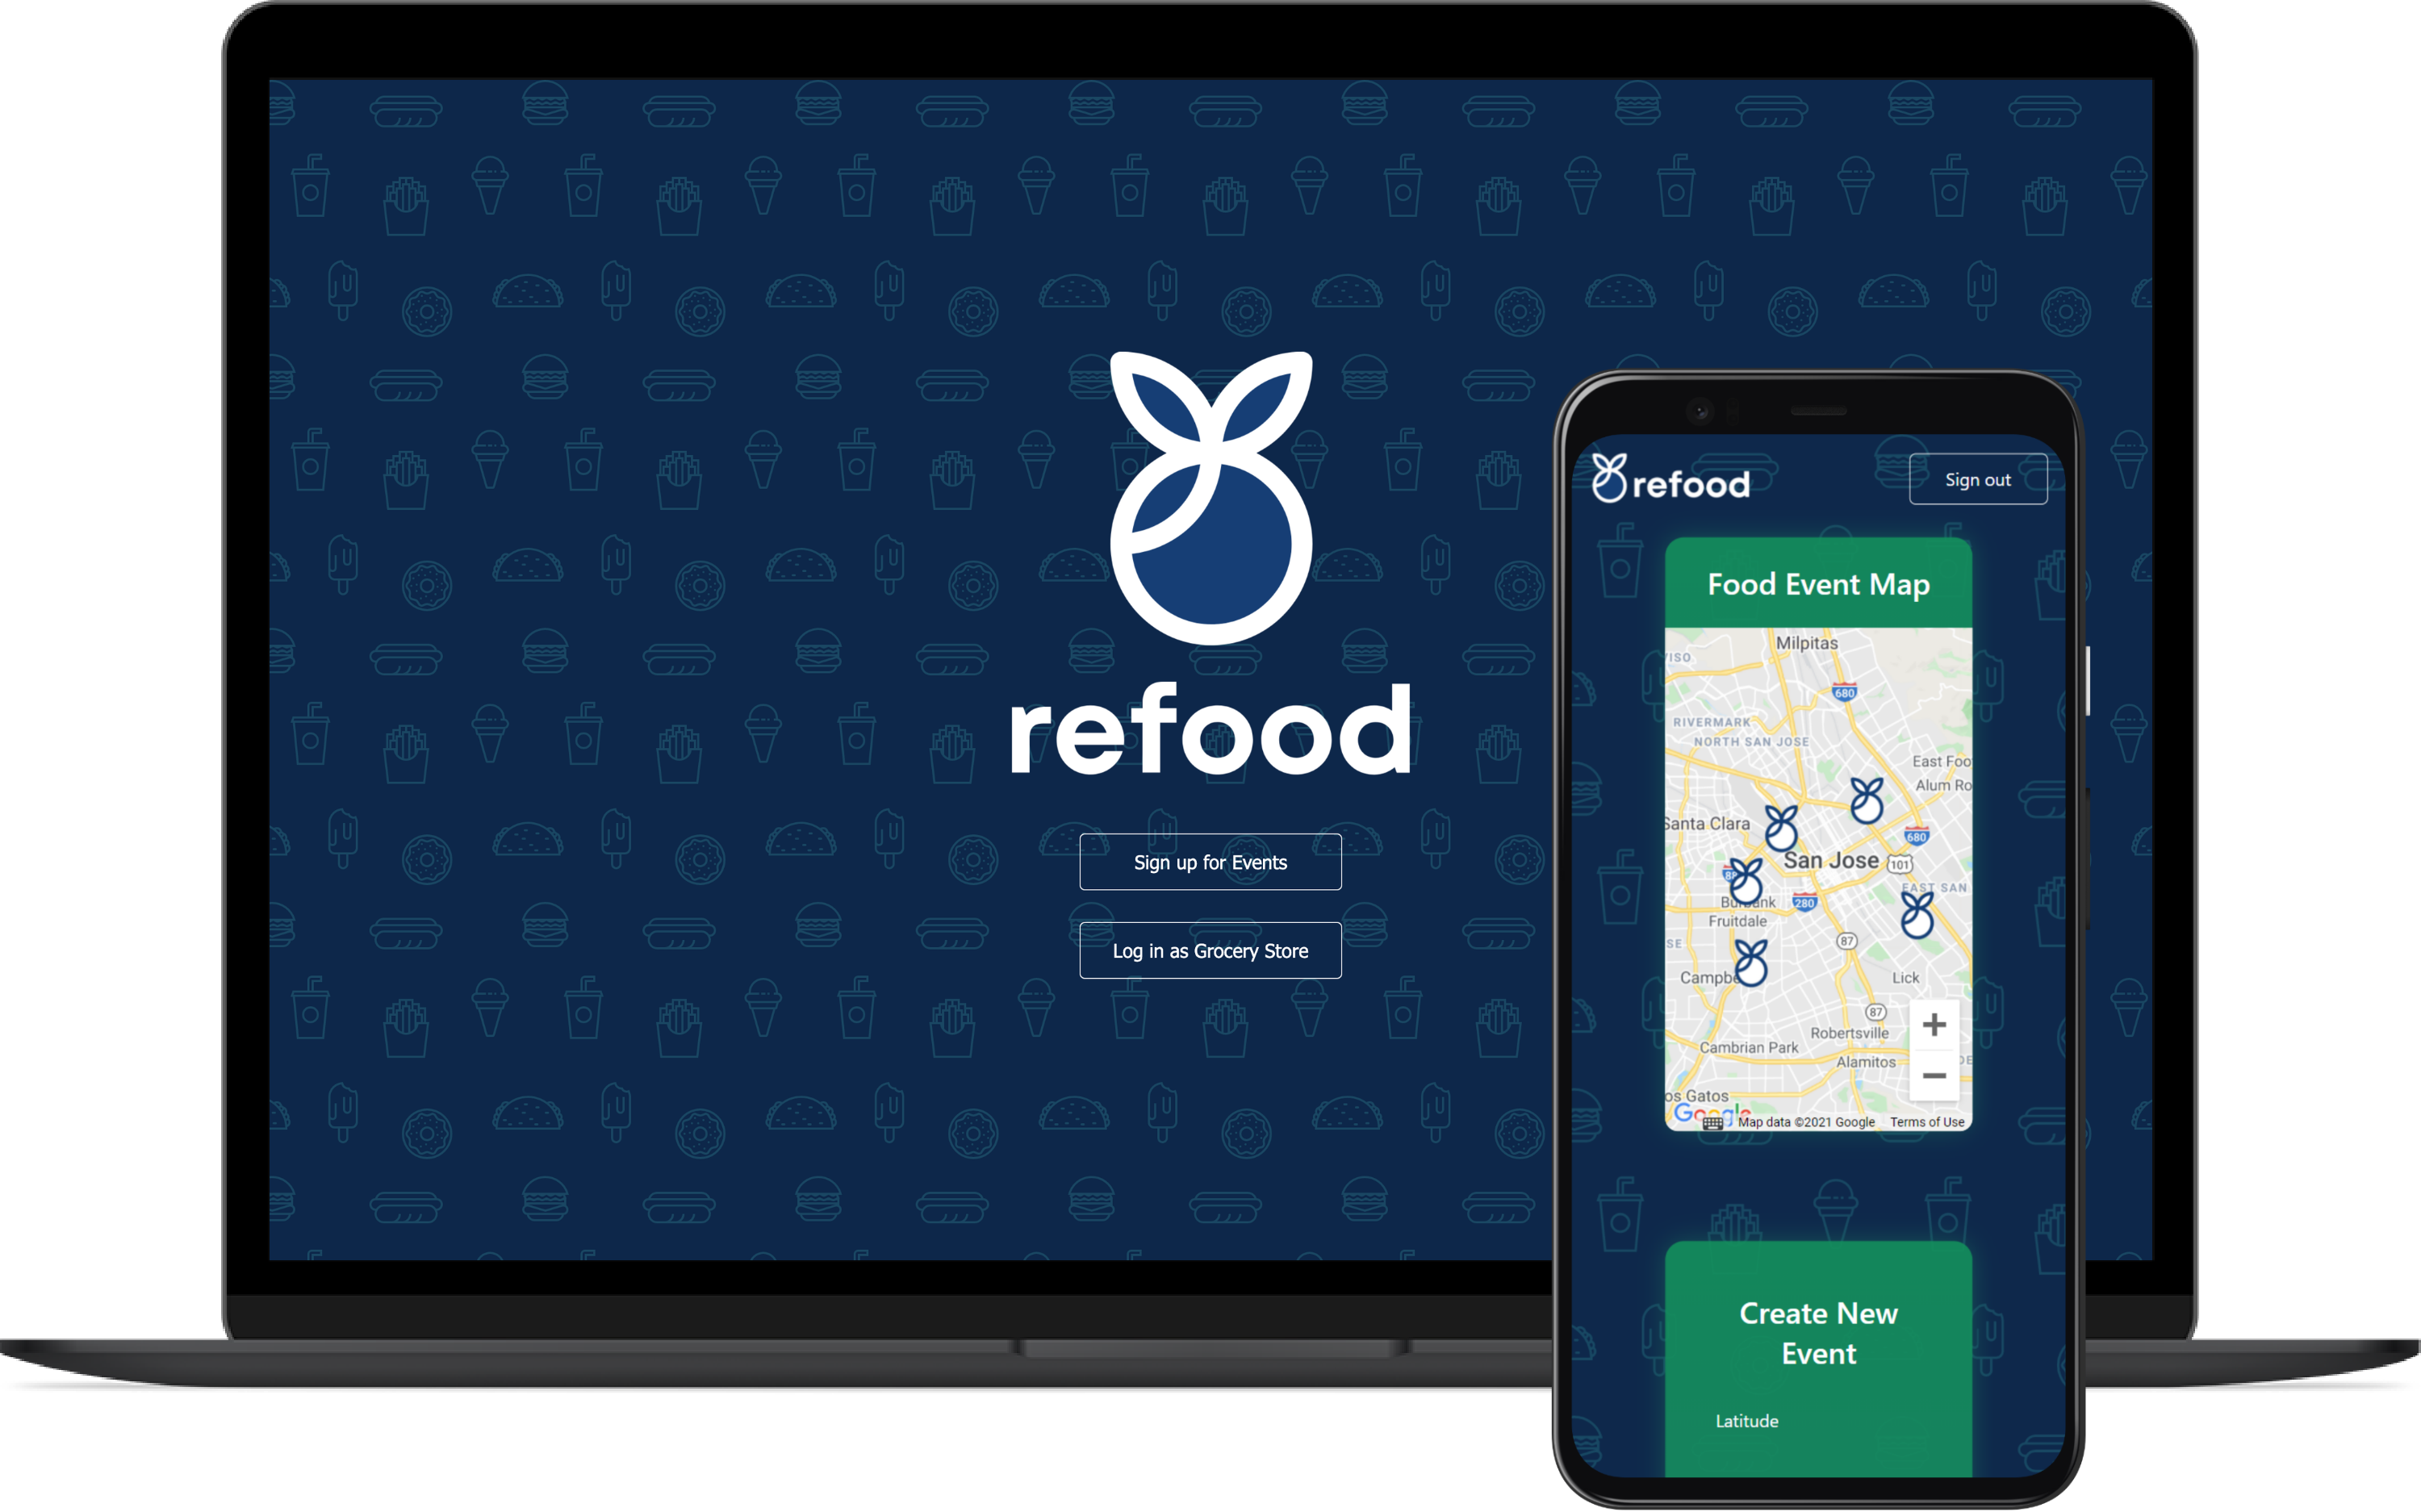 refood
Sign up for Events
Log in as Grocery Store
refood
Sign out
Food Event Map
Milpitas
680
RIVERMARK
NORTH SAN JOSE
East Foo
Alum Ro
Santa Clara
680
San Jose
101
EAST SAN
280
Fruitdale
87
SE
Campbe
Lick
87
Robertsville
Cambrian Park
Alamitos
os Gatos
Google
Map data ©2021 Google
Terms of Use
Create New
Event
Latitude